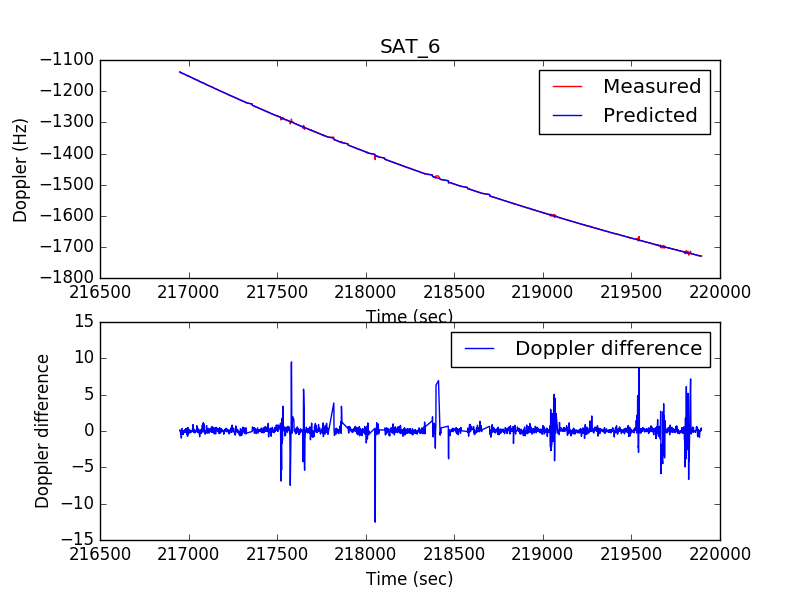 SAT_6
−1100
−1200
−1300
−1400
−1500
−1600
−1700
−1800
Doppler (Hz)
Measured
Predicted
216500 217000 217500 218000 218500 219000 219500 220000
Time (sec)
15
10
5
0
−5
−10
−15
Doppler difference
Doppler difference
216500 217000 217500 218000 218500 219000 219500 220000
Time (sec)